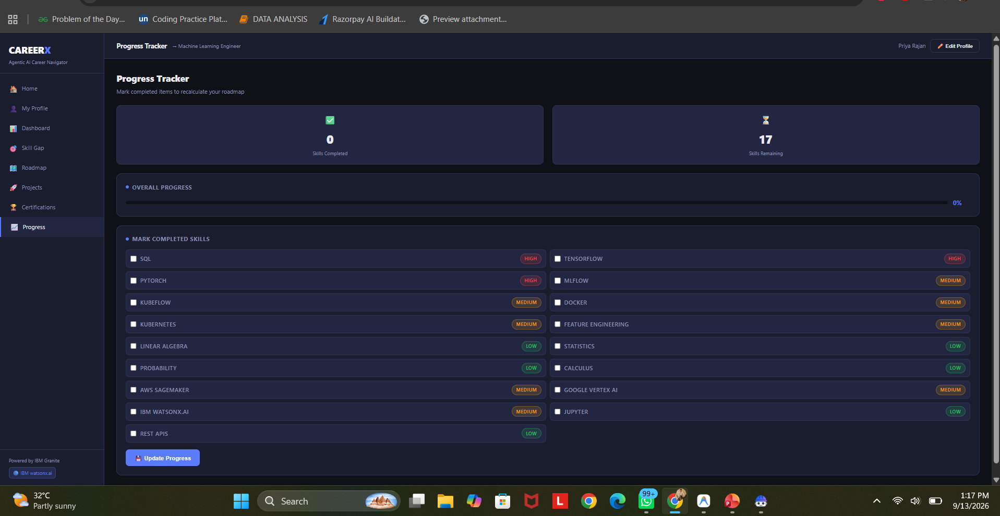 Problem of the Day...
un Coding Practice Plat...
DATA ANALYSIS
Razorpay AI Buildat...
Preview attachment...
CAREERX
Agentic AI Career Navigator
Home
My Profile
Dashboard
Skill Gap
Roadmap
Projects
Certifications
Progress
Powered by IBM Granite
IBM watsonx.ai
Progress Tracker → Machine Learning Engineer
Priya Rajan
Edit Profile
Progress Tracker
Mark completed items to recalculate your roadmap
0
Skills Completed
17
Skills Remaining
OVERALL PROGRESS
0%
MARK COMPLETED SKILLS
SQL HIGH
TENSORFLOW HIGH
PYTORCH HIGH
MLFLOW MEDIUM
KUBEFLOW MEDIUM
DOCKER MEDIUM
KUBERNETES MEDIUM
FEATURE ENGINEERING MEDIUM
LINEAR ALGEBRA LOW
STATISTICS LOW
PROBABILITY LOW
CALCULUS LOW
AWS SAGEMAKER MEDIUM
GOOGLE VERTEX AI MEDIUM
IBM WATSONX.AI MEDIUM
JUPYTER LOW
REST APIS LOW
Update Progress
32°C
Partly sunny
Search
L
99+
P
1:17 PM
9/13/2026